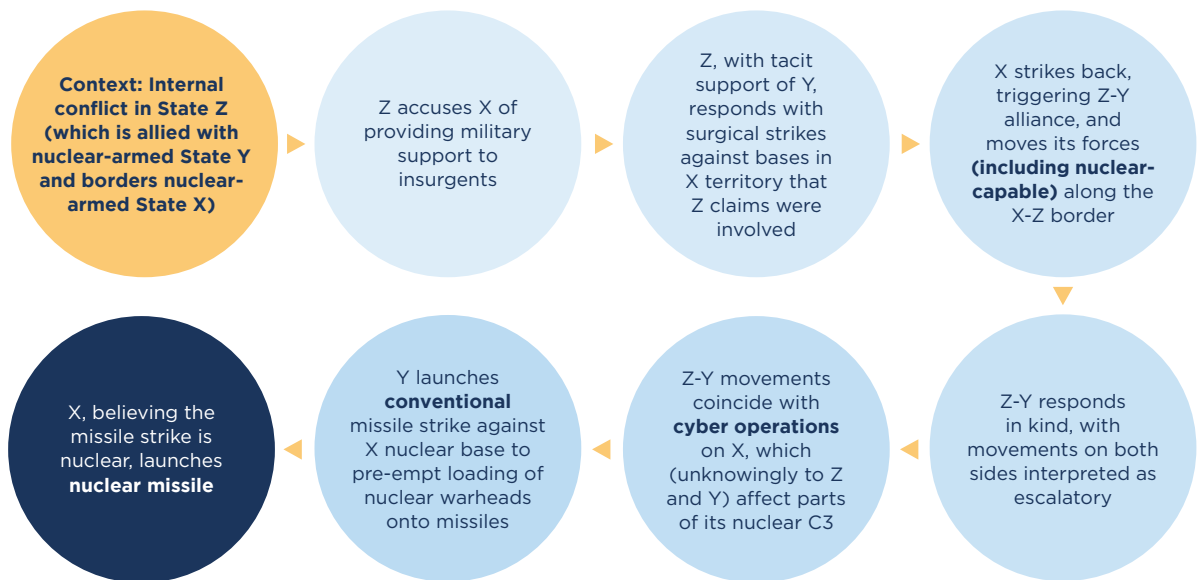 Context: Internal
conflict in State Z
(which is allied with
nuclear-armed State Y
and borders nuclear-
armed State X)
Z accuses X of
providing military
support to
insurgents
Z, with tacit
support of Y,
responds with
surgical strikes
against bases in
X territory that
Z claims were
involved
X strikes back,
triggering Z-Y
alliance, and
moves its forces
(including nuclear-
capable) along the
X-Z border
Z-Y responds
in kind, with
movements on both
sides interpreted as
escalatory
Z-Y movements
coincide with
cyber operations
on X, which
(unknowingly to Z
and Y) affect parts
of its nuclear C3
Y launches
conventional
missile strike against
X nuclear base to
pre-empt loading of
nuclear warheads
onto missiles
X, believing the
missile strike is
nuclear, launches
nuclear missile